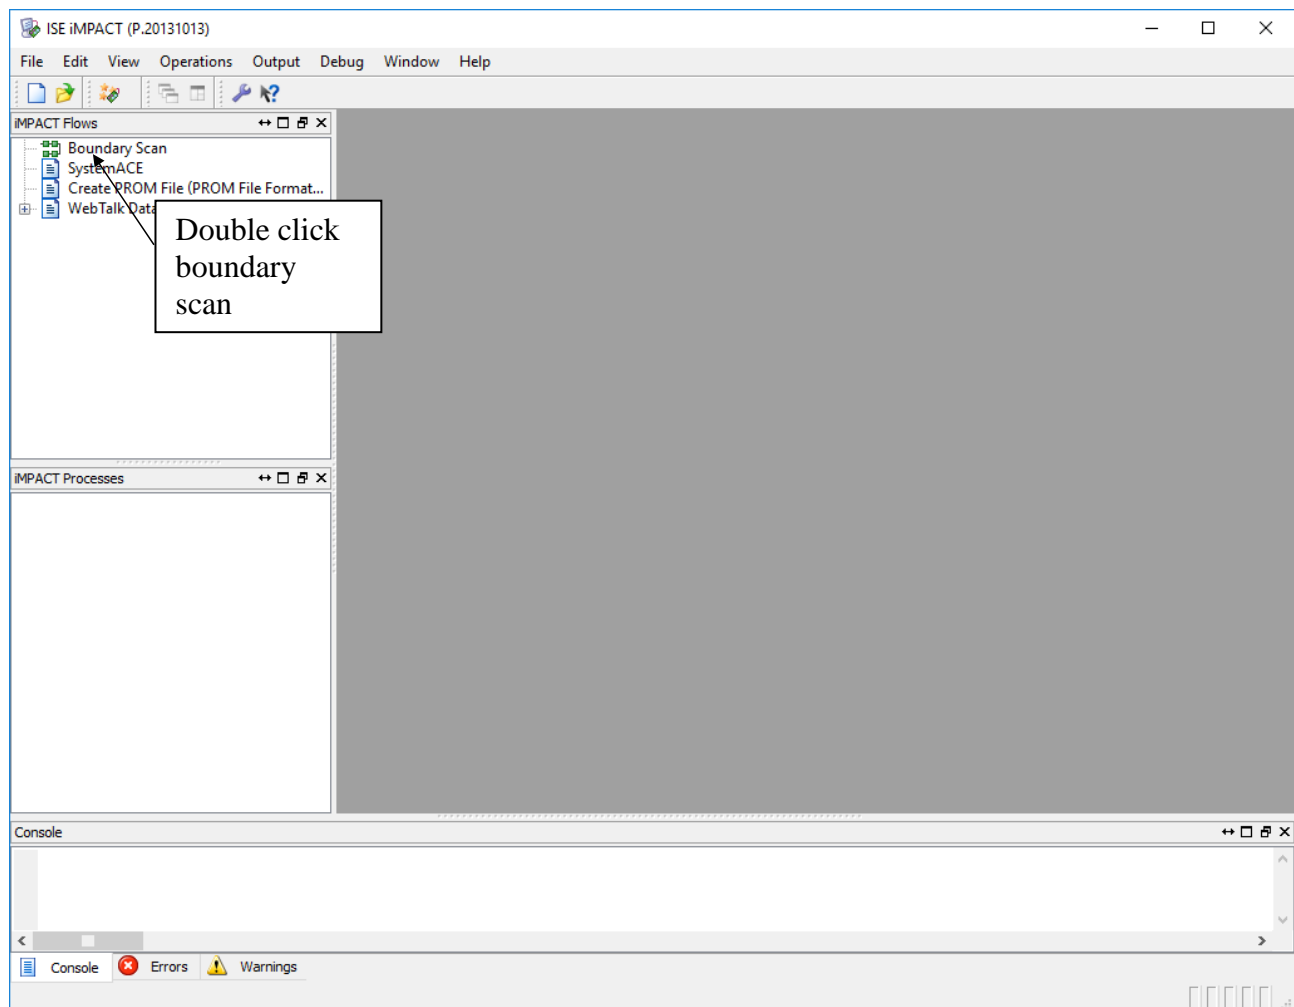 ISE iMPACT (P.20131013)
File Edit View Operations Output Debug Window Help
iMPACT Flows
Boundary Scan
SystemACE
Create PROM File (PROM File Format...
WebTalk Data
Double click
boundary
scan
iMPACT Processes
Console
Console Errors Warnings